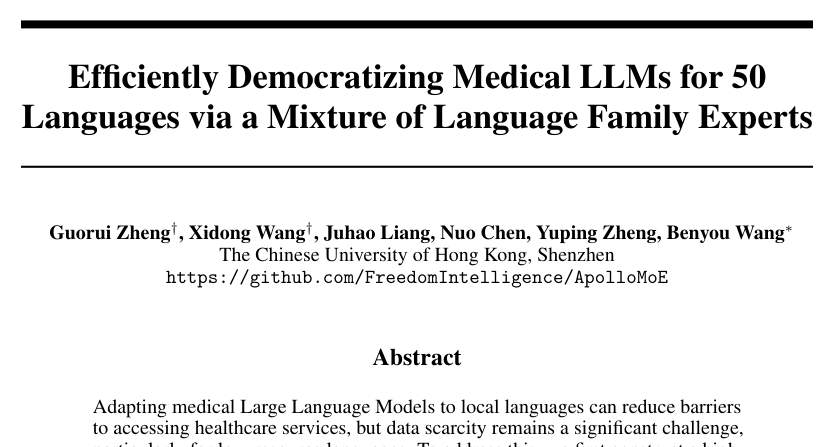 Efficiently Democratizing Medical LLMs for 50
Languages via a Mixture of Language Family Experts
Guorui Zheng†, Xidong Wang†, Juhao Liang, Nuo Chen, Yuping Zheng, Benyou Wang*
The Chinese University of Hong Kong, Shenzhen
https://github.com/FreedomIntelligence/ApolloMoE
Abstract
Adapting medical Large Language Models to local languages can reduce barriers
to accessing healthcare services, but data scarcity remains a significant challenge,